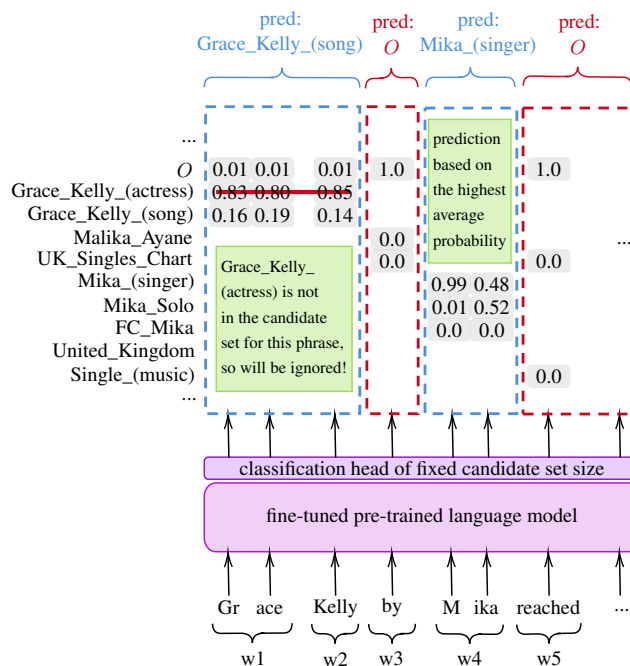 pred: pred: pred: pred:
Grace_Kelly_(song) O Mika_(singer) O
...
O 0.01 0.01 0.01 1.0 1.0
Grace_Kelly_(actress) 0.83 0.80 0.85
Grace_Kelly_(song) 0.16 0.19 0.14
Malika_Ayane 0.0
UK_Singles_Chart 0.0 0.0
Mika_(singer) 0.99 0.48
Mika_Solo 0.01 0.52
FC_Mika 0.0 0.0
United_Kingdom
Single_(music) 0.0
...
...
prediction
based on
the highest
average
probability
Grace_Kelly_
(actress) is not
in the candidate
set for this phrase,
so will be ignored!
classification head of fixed candidate set size
fine-tuned pre-trained language model
Gr ace Kelly by M ika reached ...
w1 w2 w3 w4 w5